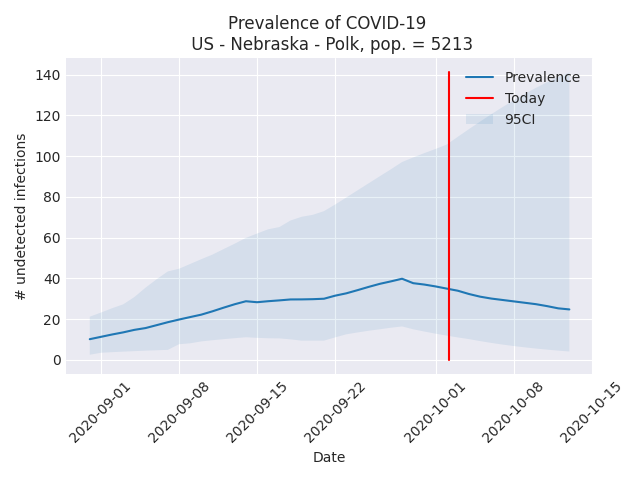 Prevalence of COVID-19
US - Nebraska - Polk, pop. = 5213
140
120
100
80
60
40
20
0
# undetected infections
Prevalence
Today
95CI
2020-09-01
2020-09-08
2020-09-15
2020-09-22
2020-10-01
2020-10-08
2020-10-15
Date